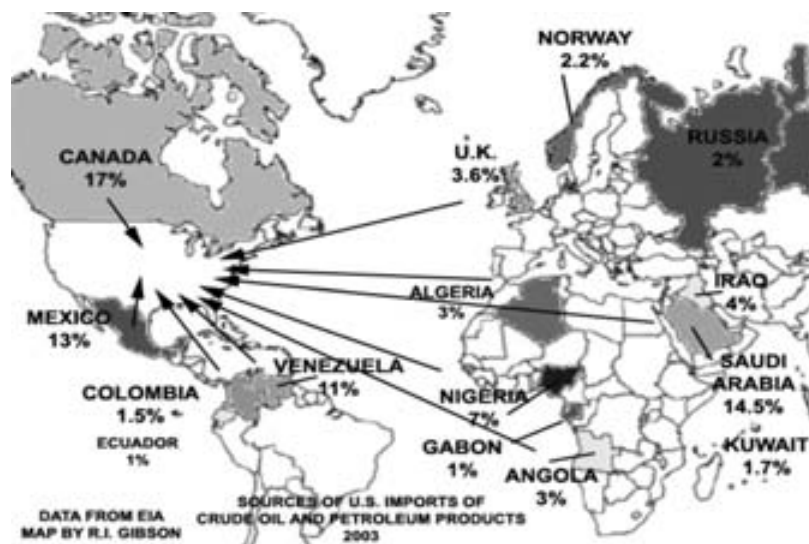 NORWAY
2.2%
RUSSIA
2%
CANADA
17%
U.K.
3.6%
ALGERIA
3%
IRAQ
4%
MEXICO
13%
VENEZUELA
11%
SAUDI
ARABIA
14.5%
COLOMBIA
1.5%
NIGERIA
7%
ECUADOR
1%
GABON
1%
ANGOLA
3%
KUWAIT
1.7%
SOURCES OF U.S. IMPORTS OF
CRUDE OIL AND PETROLEUM PRODUCTS
2003
DATA FROM EIA
MAP BY R.I. GIBSON